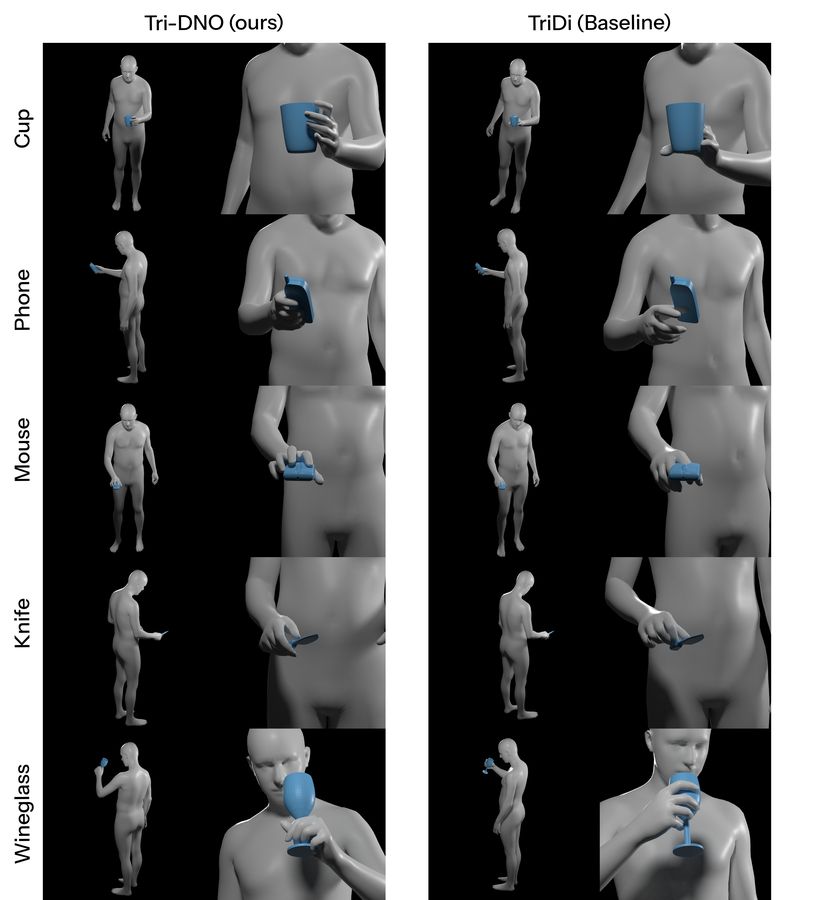 Tri-DNO (ours)
TriDi (Baseline)
Cup
Phone
Mouse
Knife
Wineglass